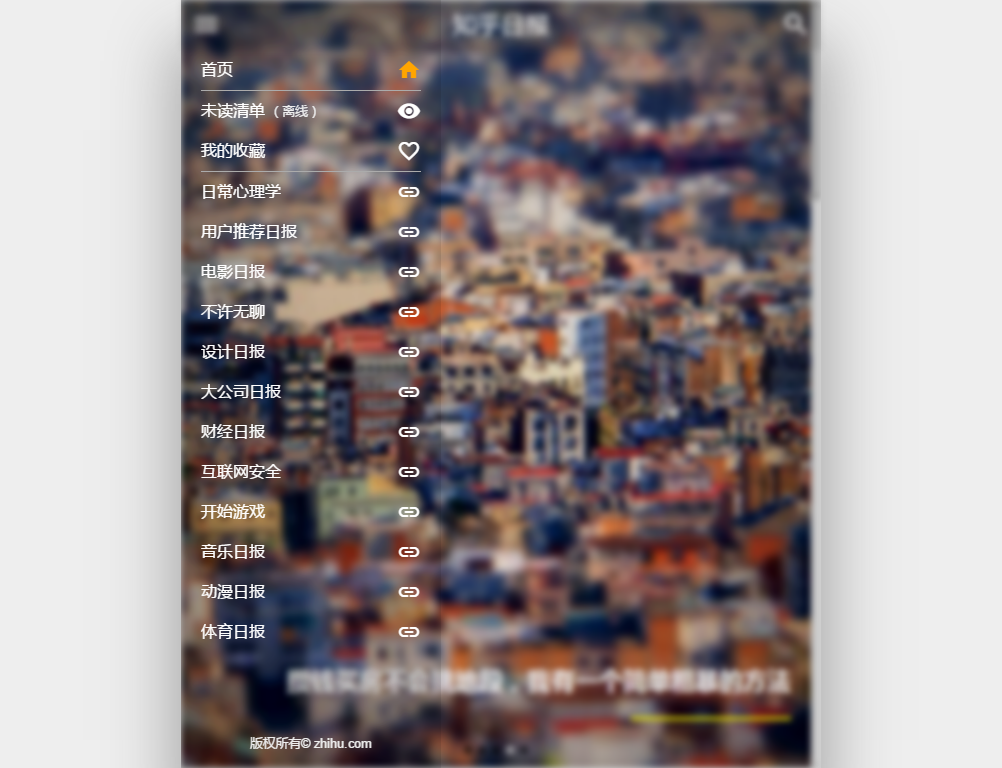 知乎日报
首页
未读清单（离线）
我的收藏
日常心理学
用户推荐日报
电影日报
不许无聊
设计日报
大公司日报
财经日报
互联网安全
开始游戏
音乐日报
动漫日报
体育日报
有一个简单粗暴的方法
版权所有© zhihu.com